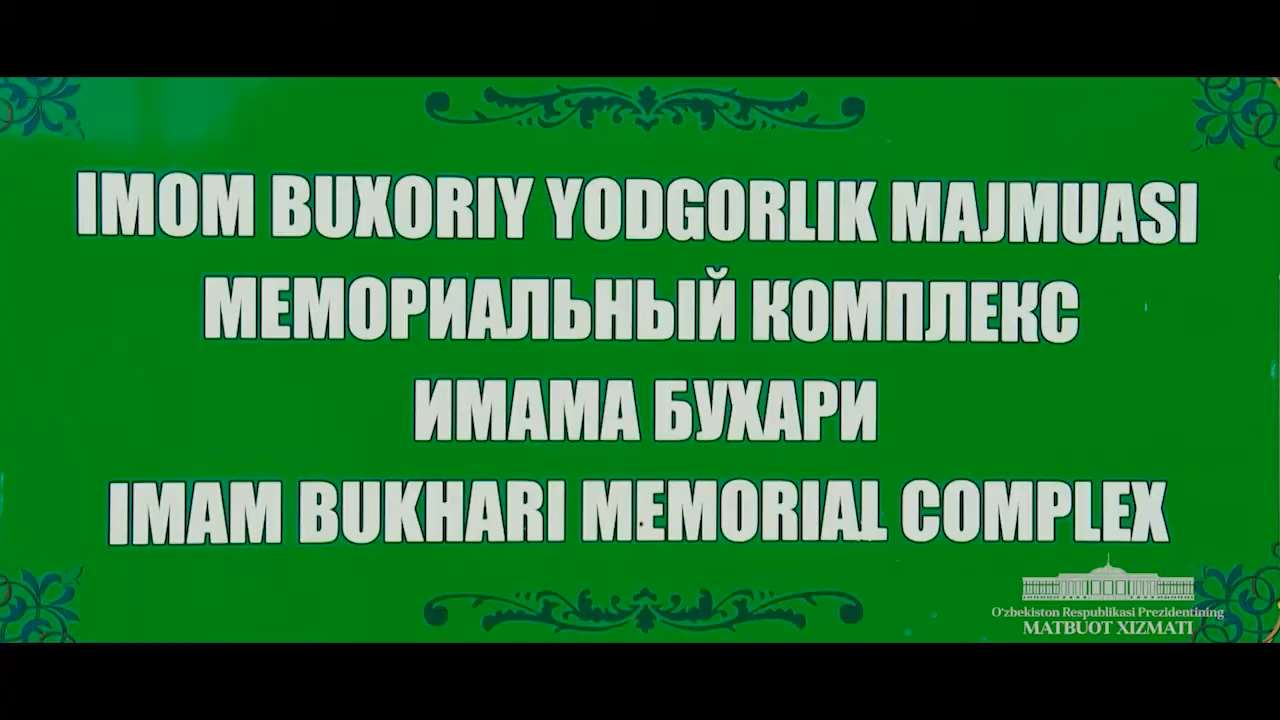 IMOM BUXORIY YODGORLIK MAJMUASI
МЕМОРИАЛЬНЫЙ КОМПЛЕКС
ИМАМА БУХАРИ
IMAM BUKHARI MEMORIAL COMPLEX
O'zbekiston Respublikasi Prezidentining
MATBUOT XIZMATI